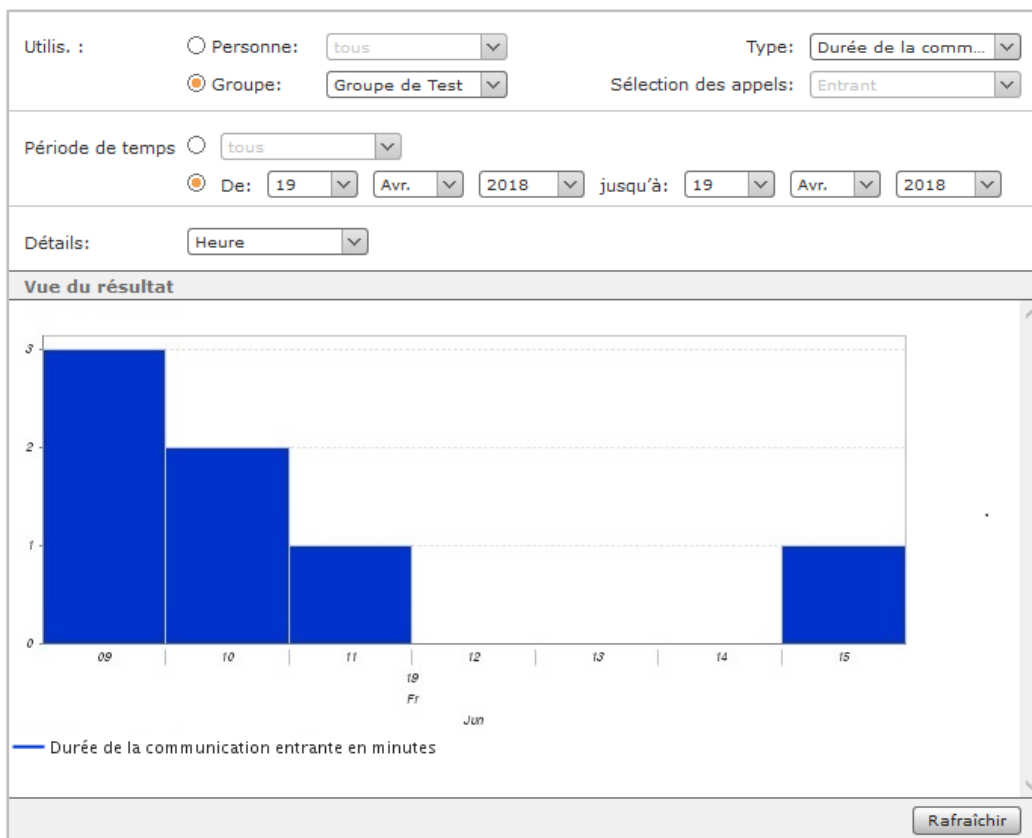 Utilis. : Personne: tous Type: Durée de la comm...
Groupe: Groupe de Test Sélection des appels: Entrant
Période de temps tous
De: 19 Avr. 2018 jusqu'à: 19 Avr. 2018
Détails: Heure
Vue du résultat
3
2
1
0
09 10 11 12 13 14 15
19
Fr
Jun
Durée de la communication entrante en minutes
Rafraîchir